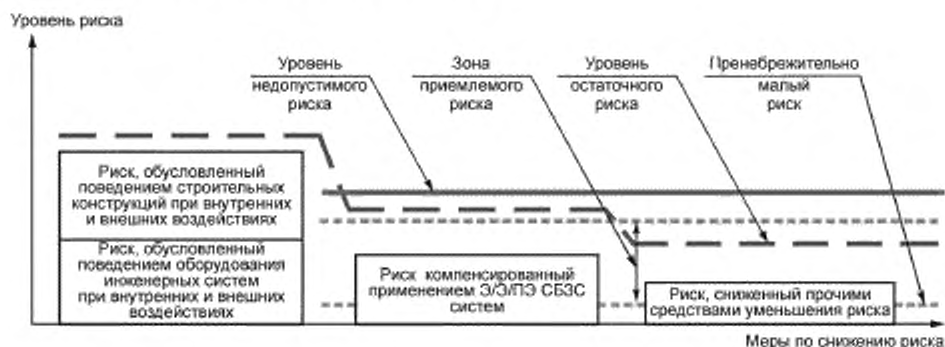 Уровень риска
Уровень
недопустимого
риска
Зона
приемлемого
риска
Уровень
остаточного
риска
Пренебрежительно
малый
риск
Риск, обусловленный
поведением строительных
конструкций при внутренних
и внешних воздействиях
Риск, обусловленный
поведением оборудования
инженерных систем
при внутренних и внешних
воздействиях
Риск компенсированный
применением Э/Э/ПЭ СБЗС
систем
Риск, сниженный прочими
средствами уменьшения риска
Меры по снижению риска